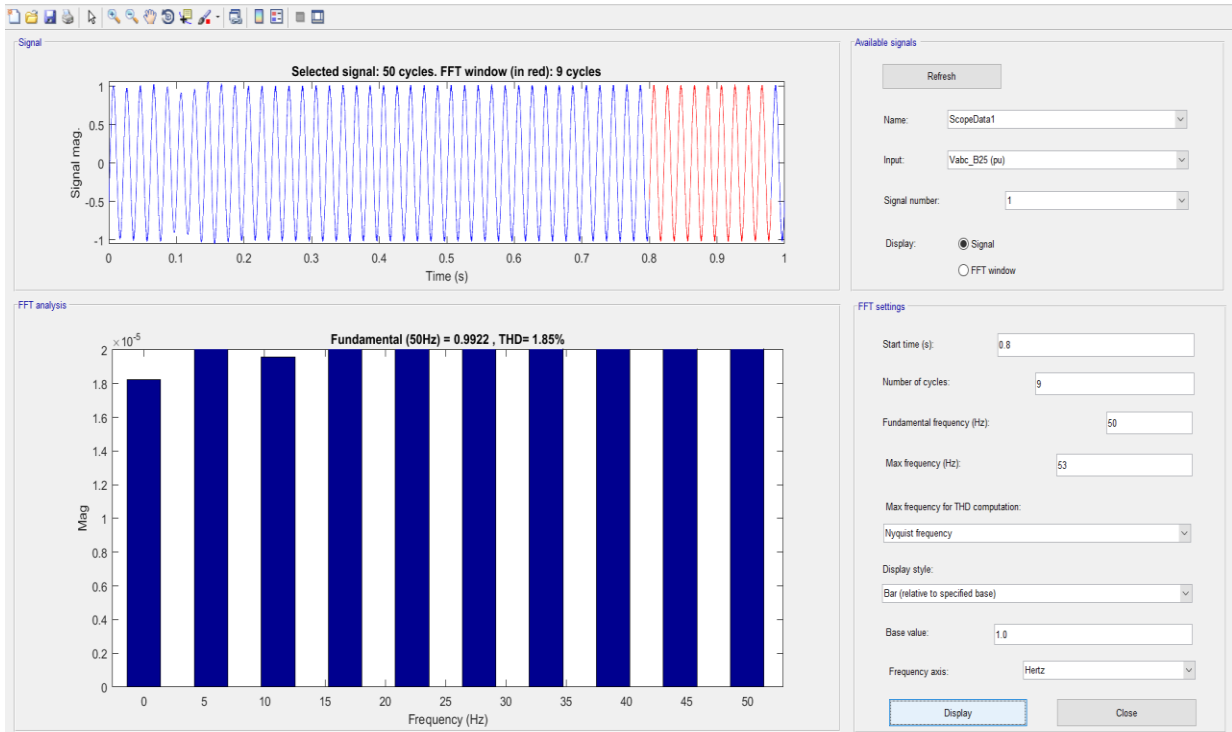 Signal
Selected signal: 50 cycles. FFT window (in red): 9 cycles
1
0.5
0
-0.5
-1
Signal mag.
0 0.1 0.2 0.3 0.4 0.5 0.6 0.7 0.8 0.9 1
Time (s)
Available signals
Refresh
Name: ScopeData1
Input: Vabc_B25 (pu)
Signal number: 1
Display: Signal
FFT window
FFT analysis
×10-5
Fundamental (50Hz) = 0.9922 , THD= 1.85%
2
1.8
1.6
1.4
1.2
1
0.8
0.6
0.4
0.2
0
Mag
0 5 10 15 20 25 30 35 40 45 50
Frequency (Hz)
FFT settings
Start time (s): 0.8
Number of cycles: 9
Fundamental frequency (Hz): 50
Max frequency (Hz): 53
Max frequency for THD computation:
Nyquist frequency
Display style:
Bar (relative to specified base)
Base value: 1.0
Frequency axis: Hertz
Display Close